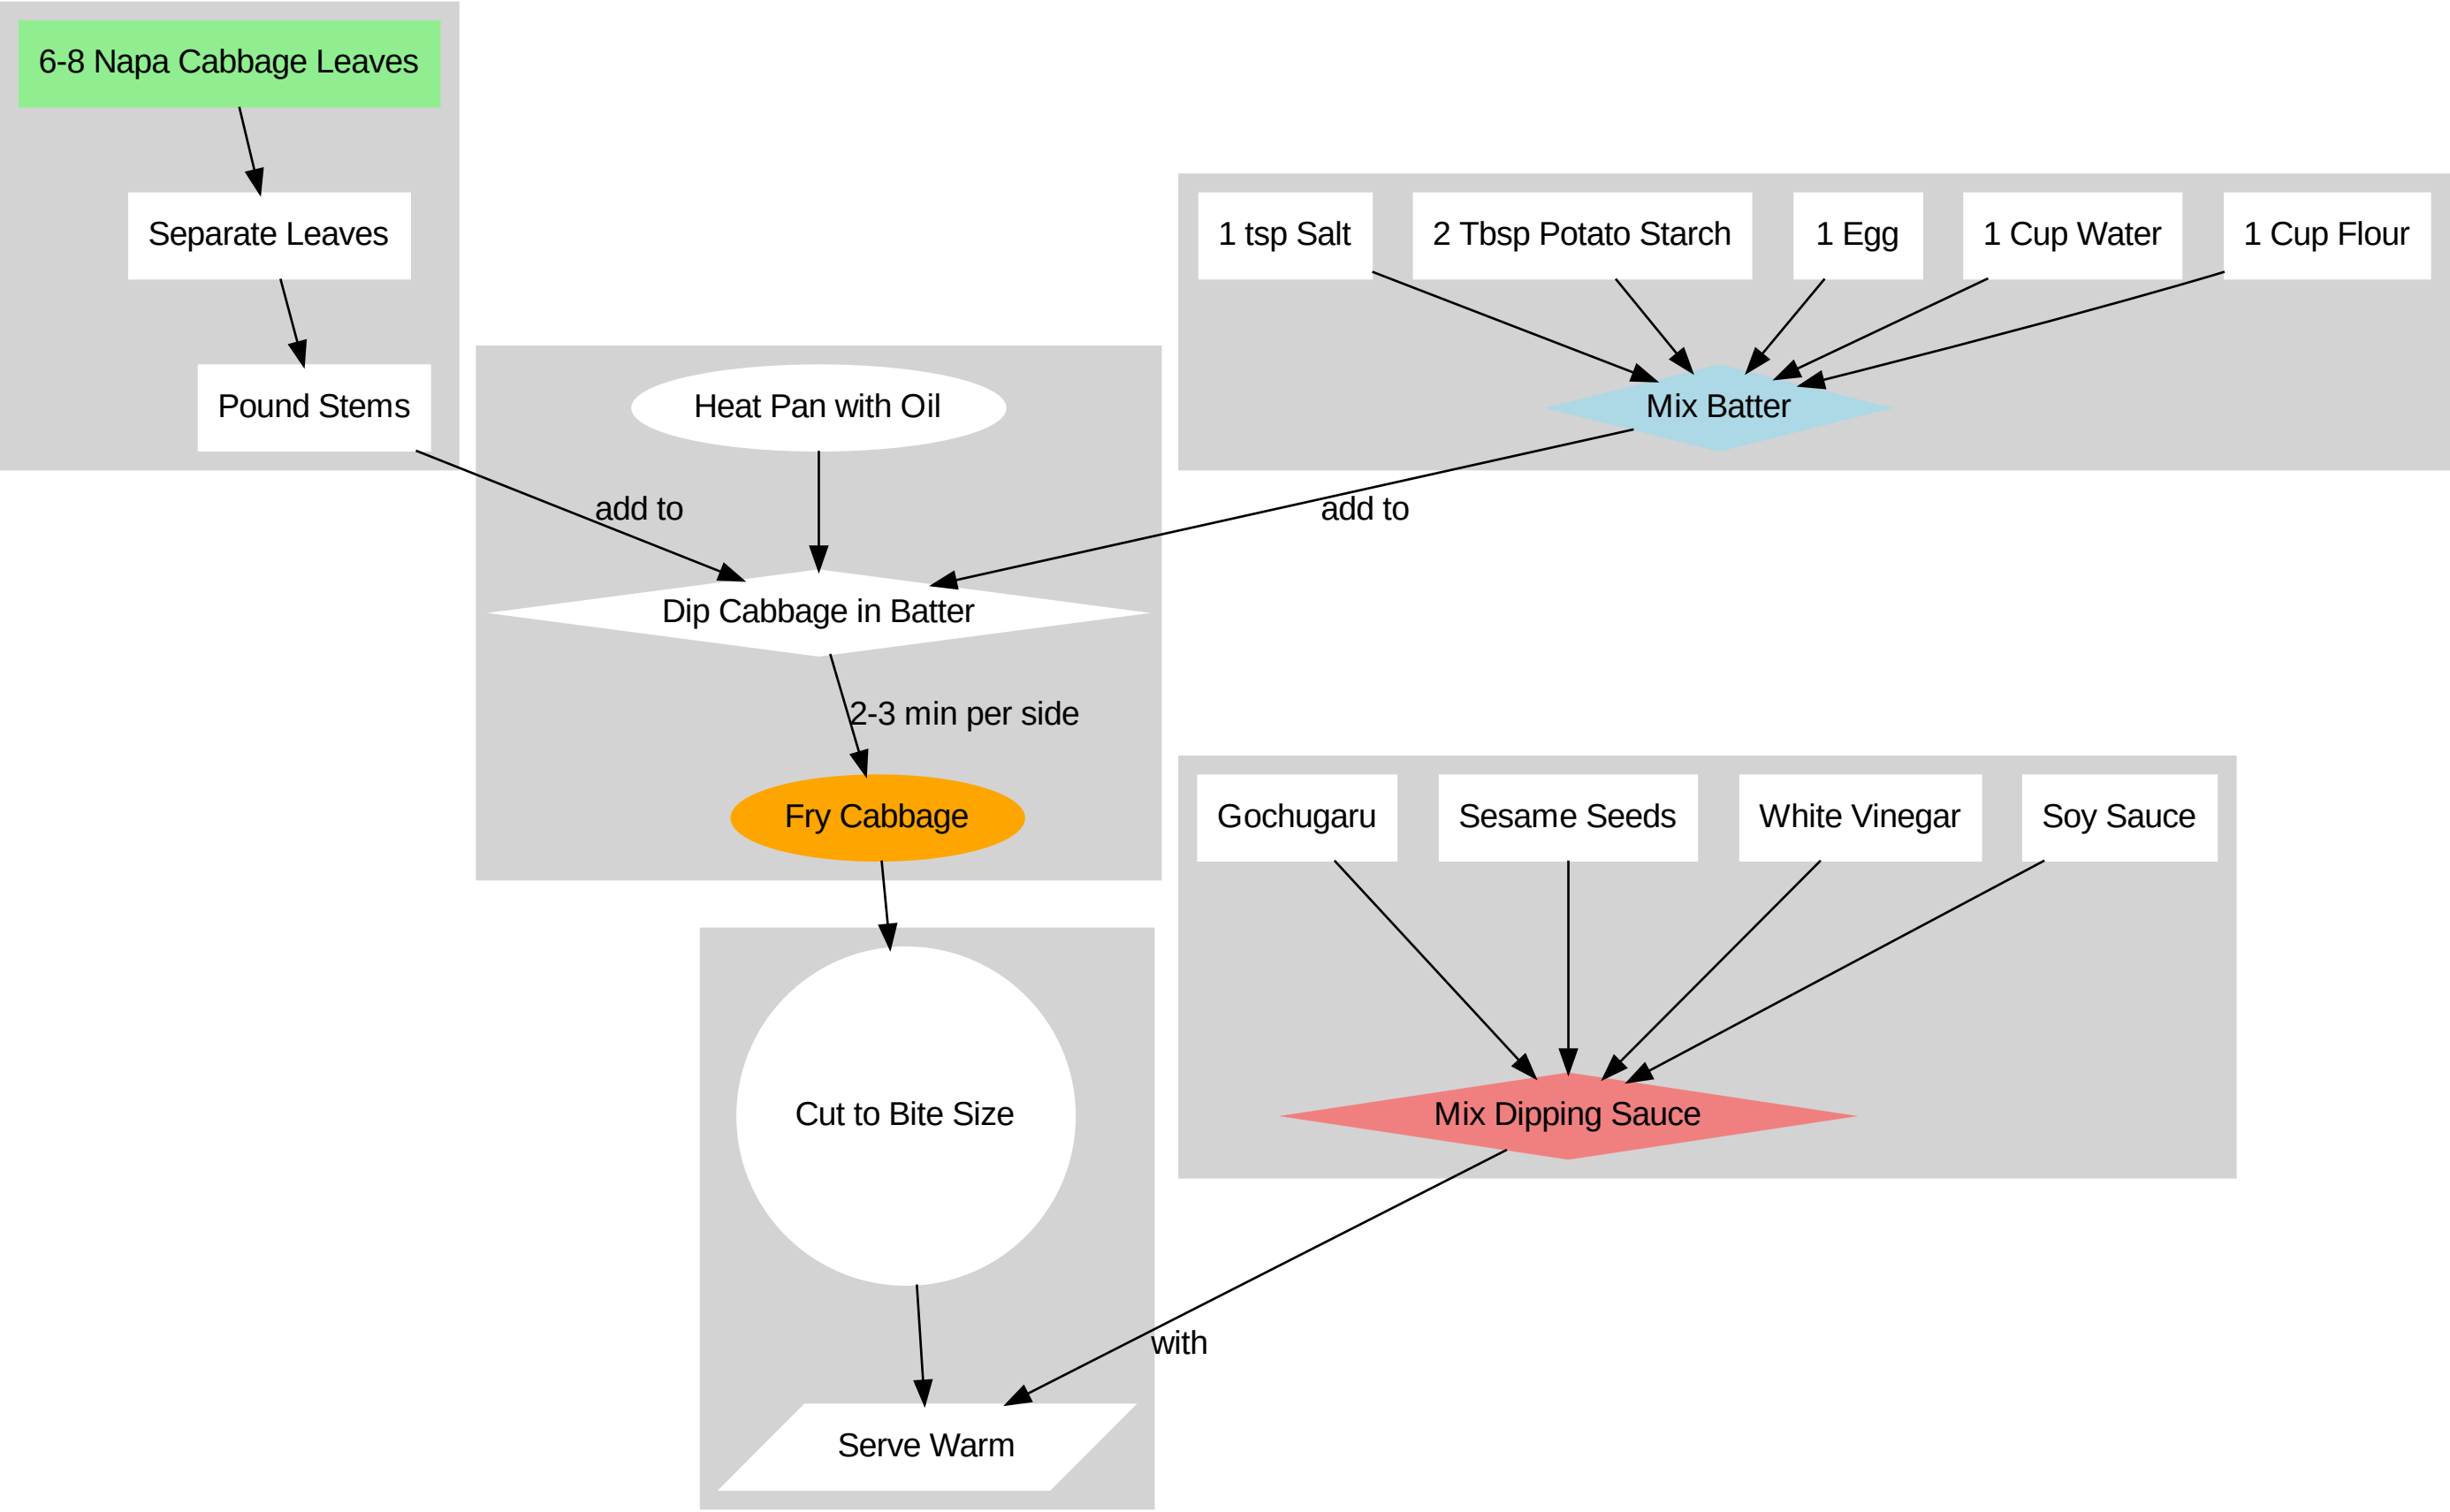 6-8 Napa Cabbage Leaves
Separate Leaves
1 tsp Salt
2 Tbsp Potato Starch
1 Egg
1 Cup Water
1 Cup Flour
Pound Stems
Heat Pan with Oil
Mix Batter
add to
add to
Dip Cabbage in Batter
2-3 min per side
Fry Cabbage
Gochugaru
Sesame Seeds
White Vinegar
Soy Sauce
Cut to Bite Size
Mix Dipping Sauce
with
Serve Warm